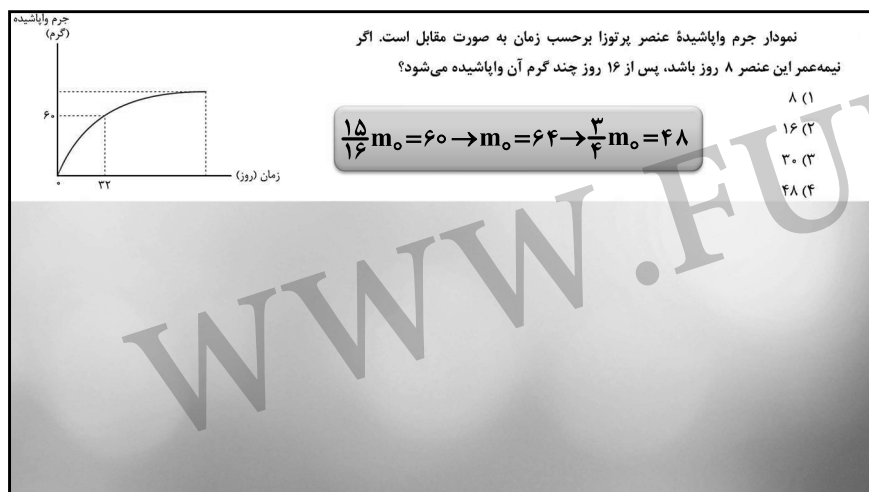 نمودار جرم واپاشیدهٔ عنصر پرتوزا برحسب زمان به صورت مقابل است. اگر
نیمه‌عمر این عنصر ۸ روز باشد، پس از ۱۶ روز چند گرم آن واپاشیده می‌شود؟
۱) ۸
۲) ۱۶
۳) ۳۰
۴) ۴۸
۱۵/۱۶ m₀ = ۶۰ → m₀ = ۶۴ → ۳/۴ m₀ = ۴۸
جرم واپاشیده
(گرم)
۶۰
۰
۳۲
زمان (روز)
WWW.FU